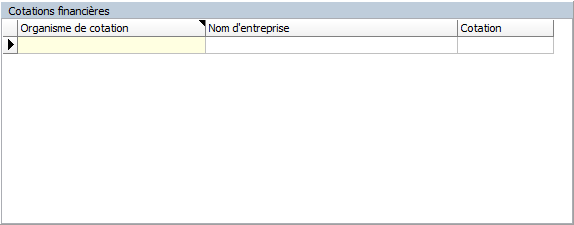 Cotations financières
Organisme de cotation Nom d'entreprise Cotation